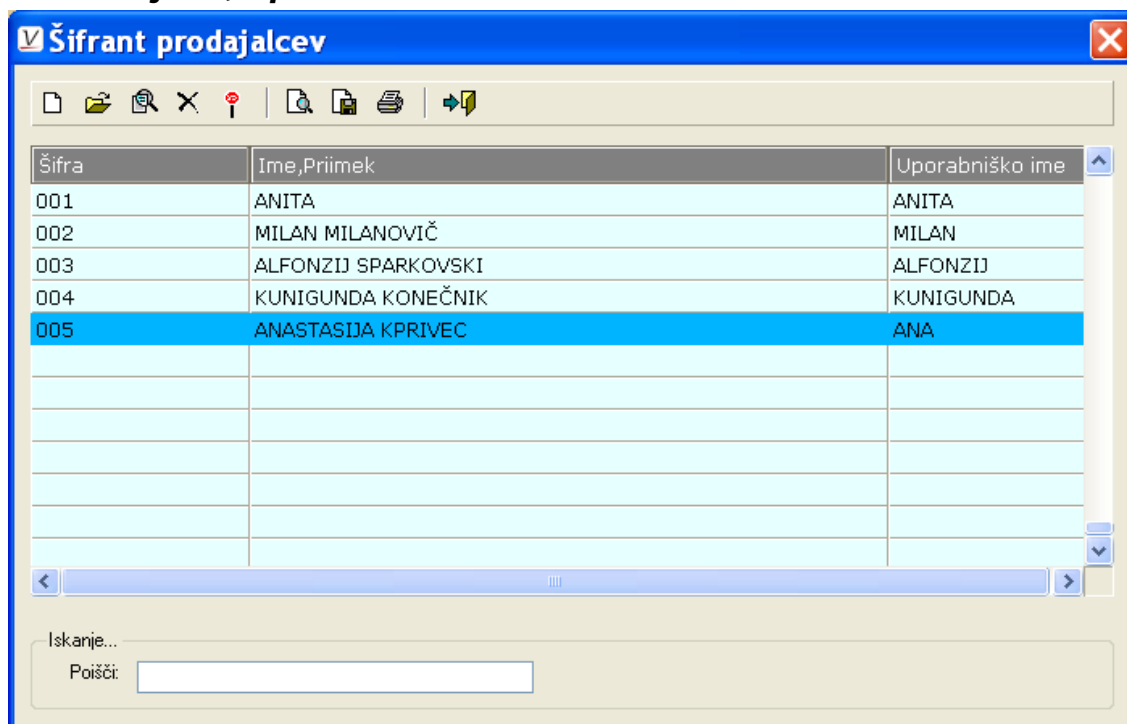 Šifrant prodajalcev
Šifra Ime,Priimek Uporabniško ime
001 ANITA ANITA
002 MILAN MILANOVIČ MILAN
003 ALFONZIJ SPARKOVSKI ALFONZIJ
004 KUNIGUNDA KONEČNIK KUNIGUNDA
005 ANASTASIJA KPRIVEC ANA
Iskanje...
Poišči: